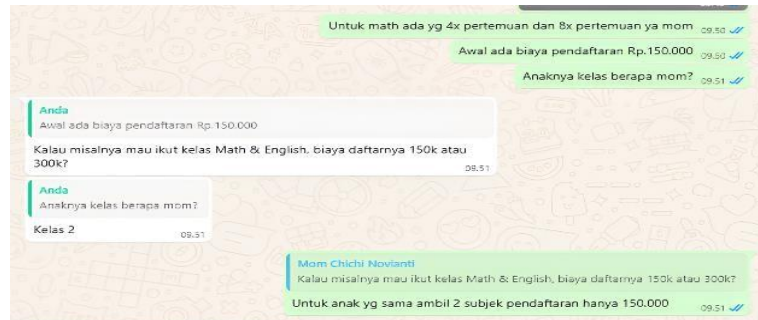 Untuk math ada yg 4x pertemuan dan 8x pertemuan ya mom 09.50
Awal ada biaya pendaftaran Rp.150.000 09.50
Anaknya kelas berapa mom? 09.51
Anda
Awal ada biaya pendaftaran Rp.150.000
Kalau misalnya mau ikut kelas Math & English, biaya daftarnya 150k atau
300k? 09.51
Anda
Anaknya kelas berapa mom?
Kelas 2 09.51
Mom Chichi Novianti
Kalau misalnya mau ikut kelas Math & English, biaya daftarnya 150k atau 300k?
Untuk anak yg sama ambil 2 subjek pendaftaran hanya 150.000 09.51